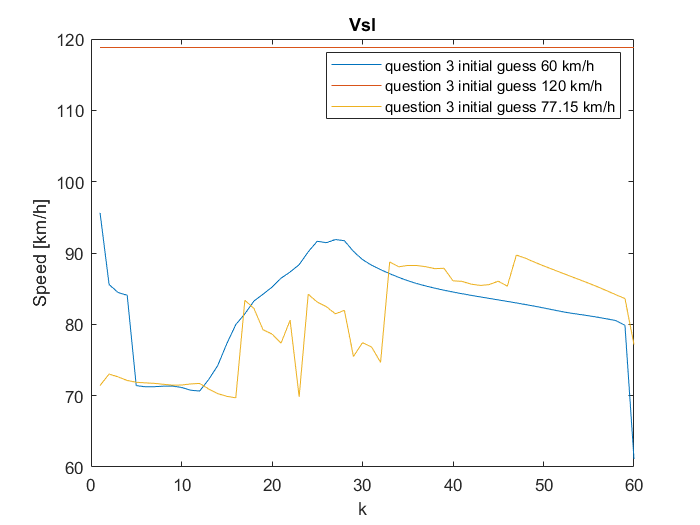 Vsl
120
110
100
90
80
70
60
Speed [km/h]
question 3 initial guess 60 km/h
question 3 initial guess 120 km/h
question 3 initial guess 77.15 km/h
0 10 20 30 40 50 60
k